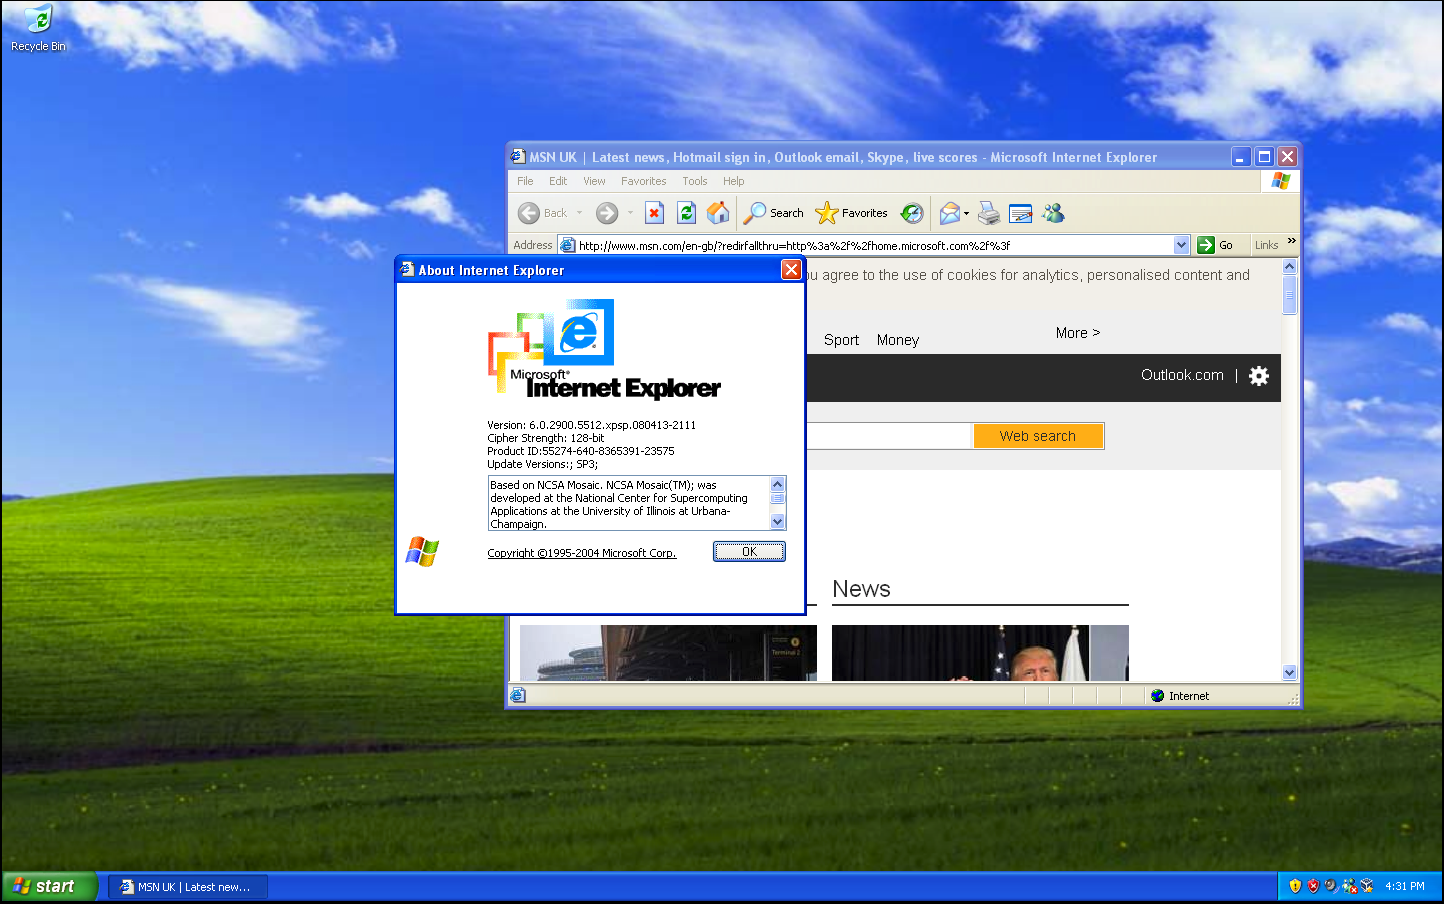 Recycle Bin
MSN UK | Latest news, Hotmail sign in, Outlook email, Skype, live scores - Microsoft Internet Explorer
File Edit View Favorites Tools Help
Back Search Favorites
Address http://www.msn.com/en-gb/?redirfallthru=http%3a%2f%2fhome.microsoft.com%2f%3f Go Links »
About Internet Explorer
u agree to the use of cookies for analytics, personalised content and
Sport Money More >
Outlook.com |
Web search
Microsoft®
Internet Explorer
Version: 6.0.2900.5512.xpsp.080413-2111
Cipher Strength: 128-bit
Product ID:55274-640-8365391-23575
Update Versions:; SP3;
Based on NCSA Mosaic. NCSA Mosaic(TM); was
developed at the National Center for Supercomputing
Applications at the University of Illinois at Urbana-
Champaign.
Copyright ©1995-2004 Microsoft Corp.
OK
News
Terminal 2
Internet
start
MSN UK | Latest new...
4:31 PM